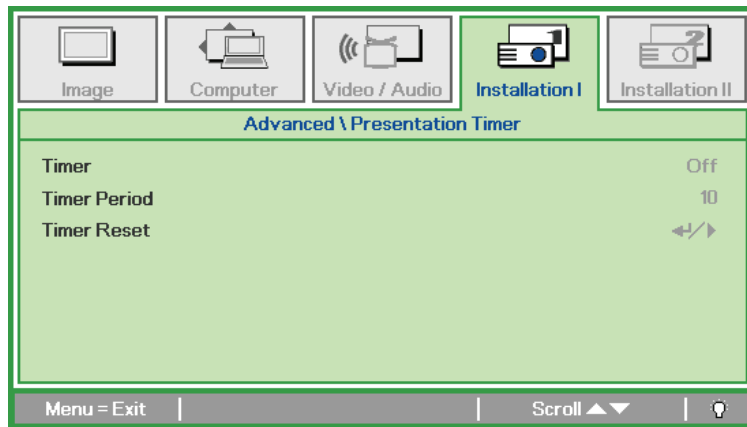 Image Computer Video / Audio Installation I Installation II
Advanced \ Presentation Timer
Timer Off
Timer Period 10
Timer Reset ↵/▶
Menu = Exit Scroll ▲▼